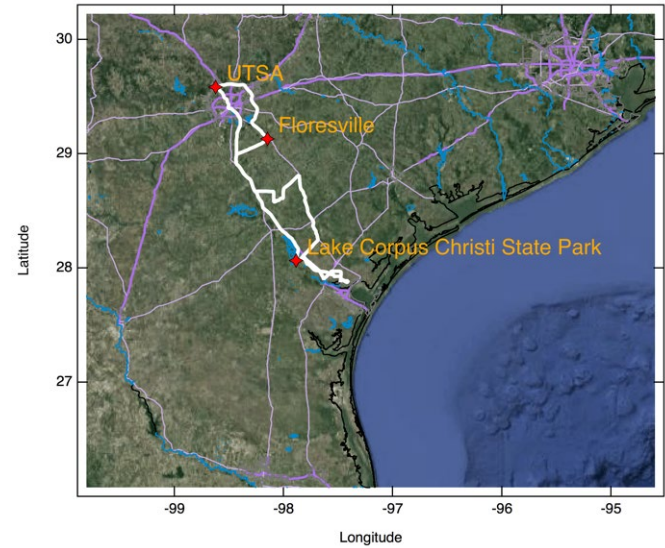 30
UTSA
Floresville
29
Latitude
Lake Corpus Christi State Park
28
27
-99
-98
-97
-96
-95
Longitude